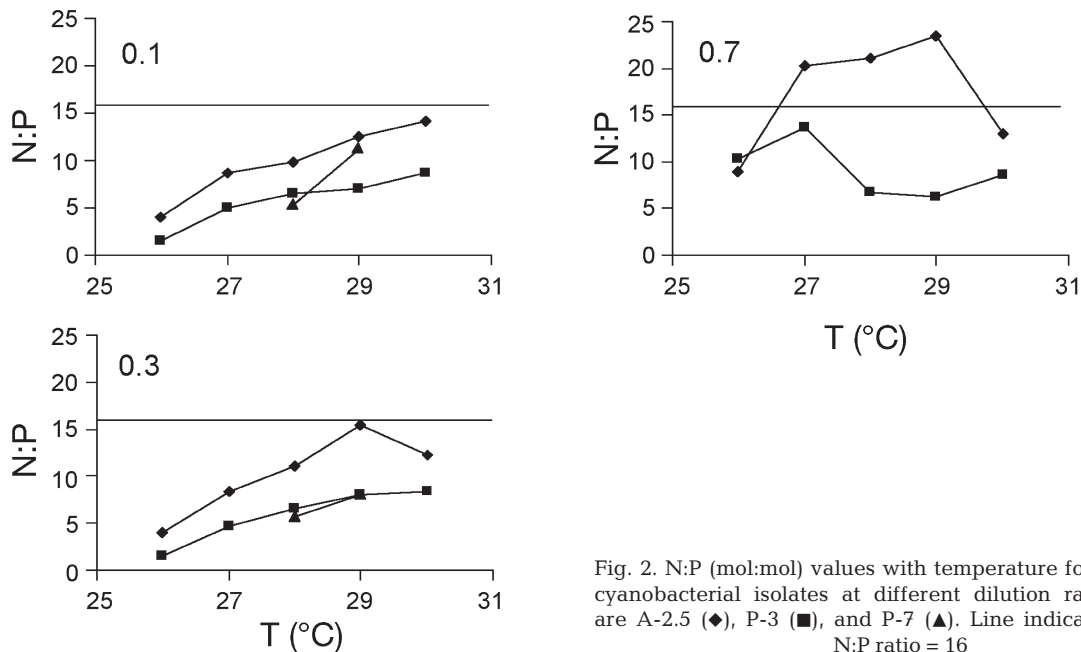 25
20
15
10
5
0
N:P
0.1
25 27 29 31
25
20
15
10
5
0
N:P
0.7
25 27 29 31
T (°C)
25
20
15
10
5
0
N:P
0.3
25 27 29 31
T (°C)
Fig. 2. N:P (mol:mol) values with temperature fo
cyanobacterial isolates at different dilution ra
are A-2.5 (◆), P-3 (■), and P-7 (▲). Line indica
N:P ratio = 16